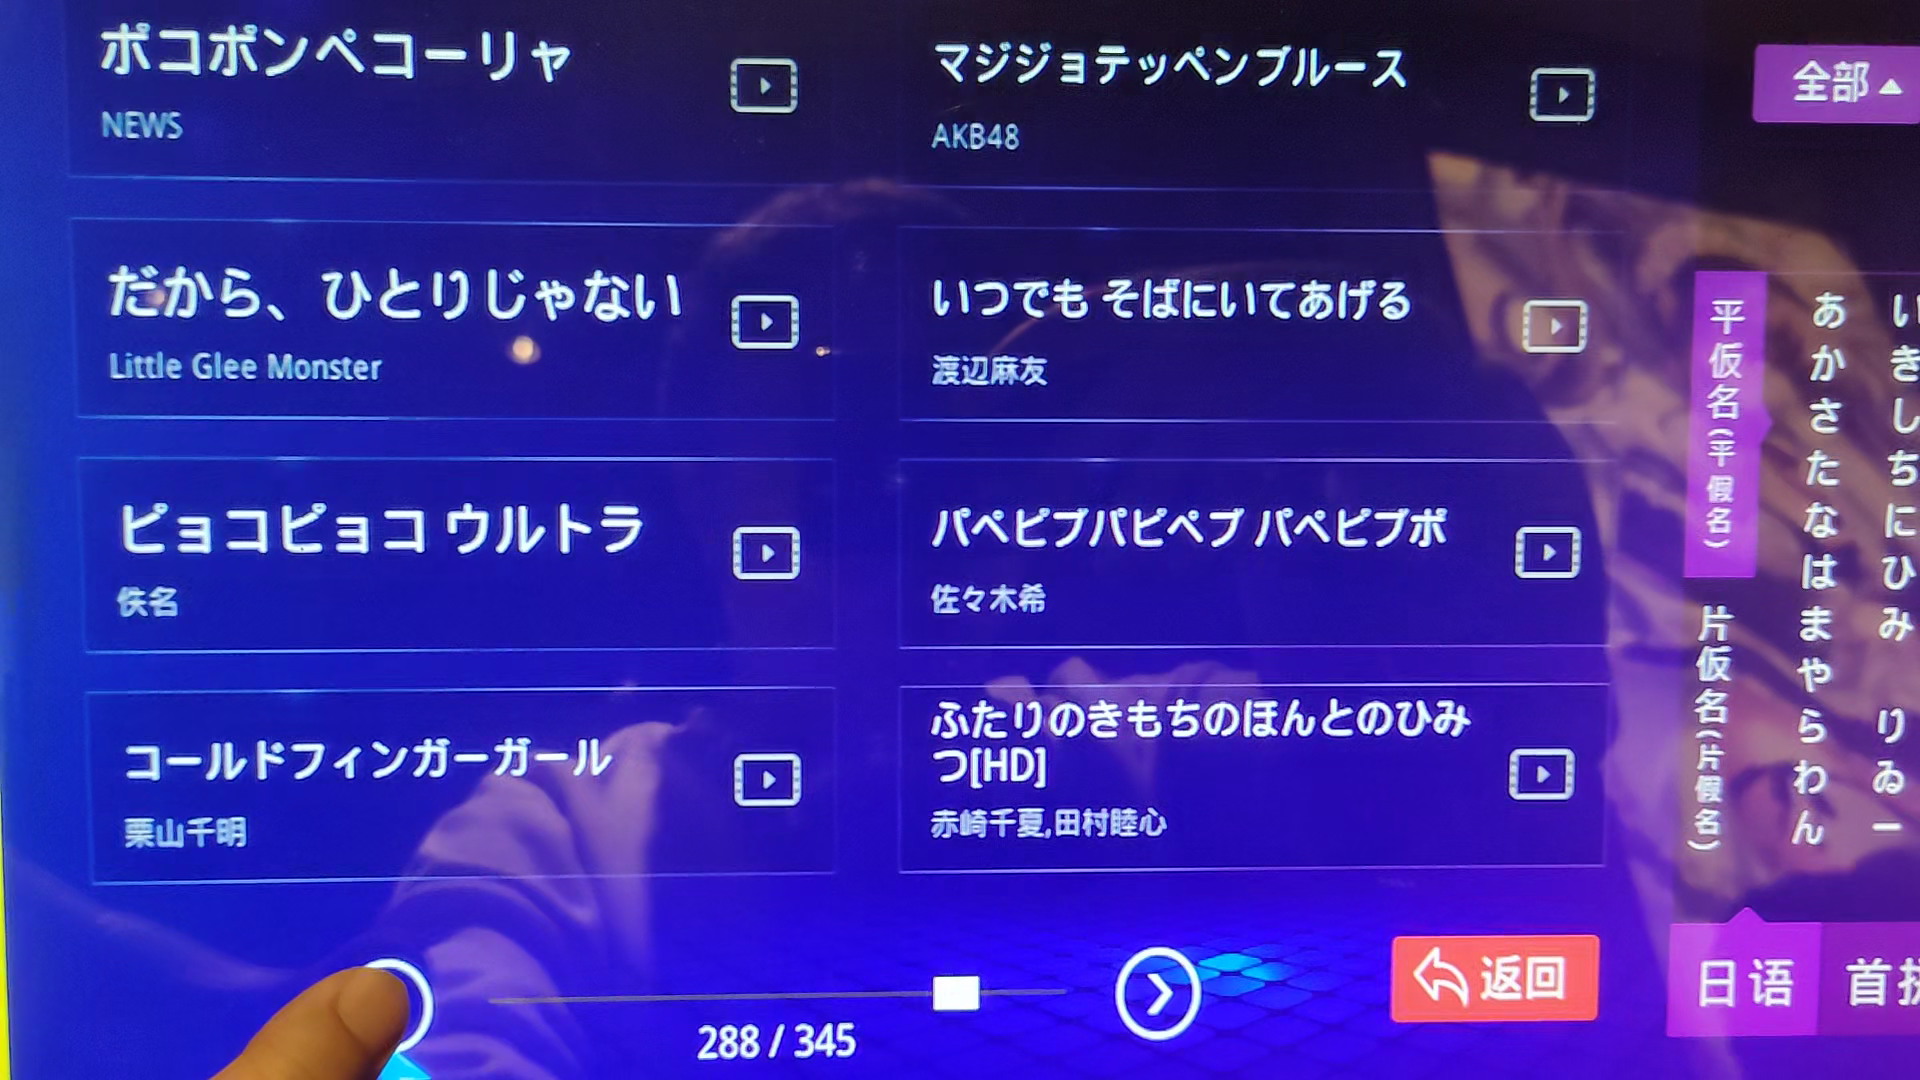 ポコポンペコーリャ
NEWS
マジジョテッペンブルース
AKB48
だから、ひとりじゃない
Little Glee Monster
いつでも そばにいてあげる
渡辺麻友
ピョコピョコ ウルトラ
佚名
パペピプパピペプ パペピプポ
佐々木希
コールドフィンガーガール
栗山千明
ふたりのきもちのほんとのひみ
つ[HD]
赤崎千夏,田村睦心
288 / 345
返回
全部
平仮名(平假名)
片仮名(片假名)
あかさたなはまやらわん
いきしちにひみ りゐー
日语
首拼